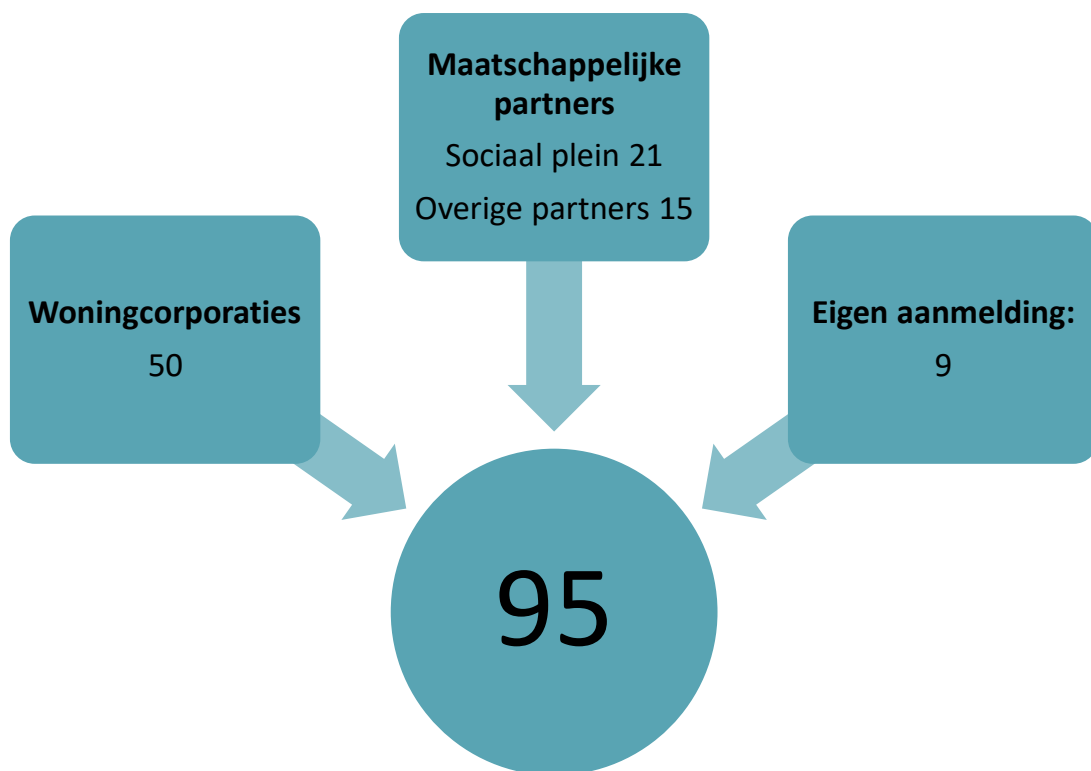 Maatschappelijke
partners
Sociaal plein 21
Overige partners 15
Woningcorporaties
50
Eigen aanmelding:
9
95